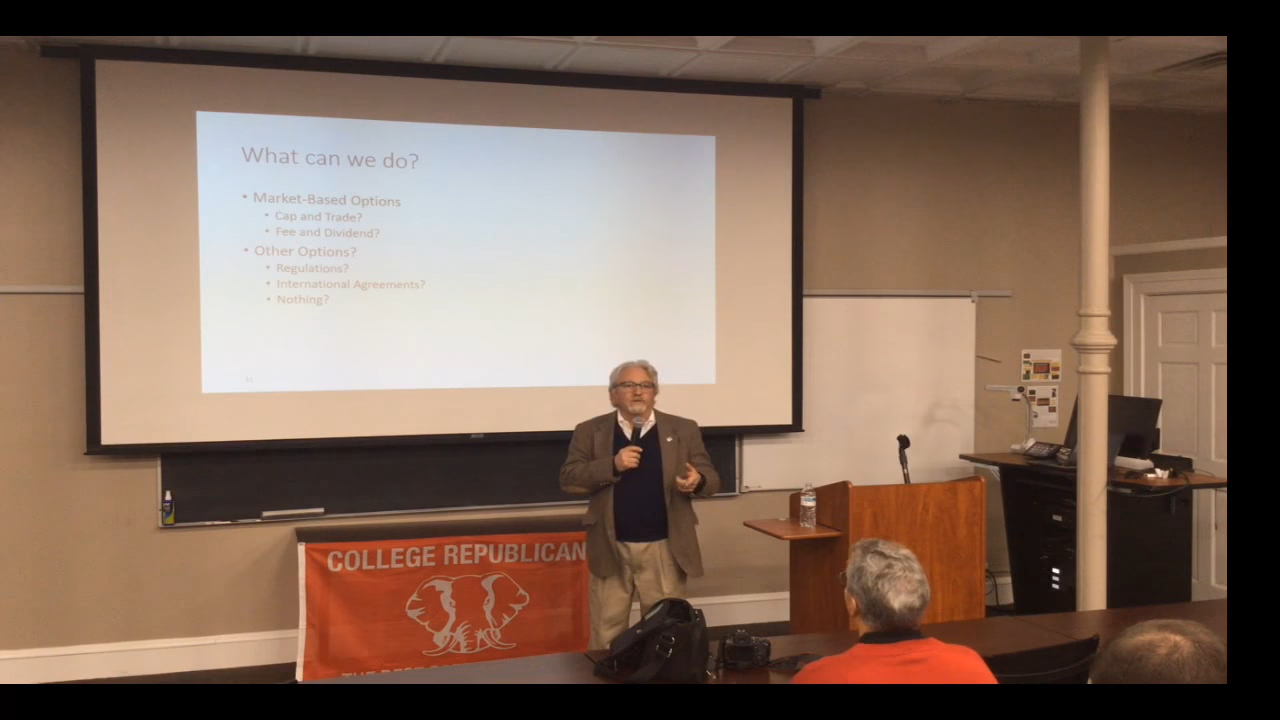 What can we do?
• Market-Based Options
• Cap and Trade?
• Fee and Dividend?
• Other Options?
• Regulations?
• International Agreements?
• Nothing?
COLLEGE REPUBLICAN